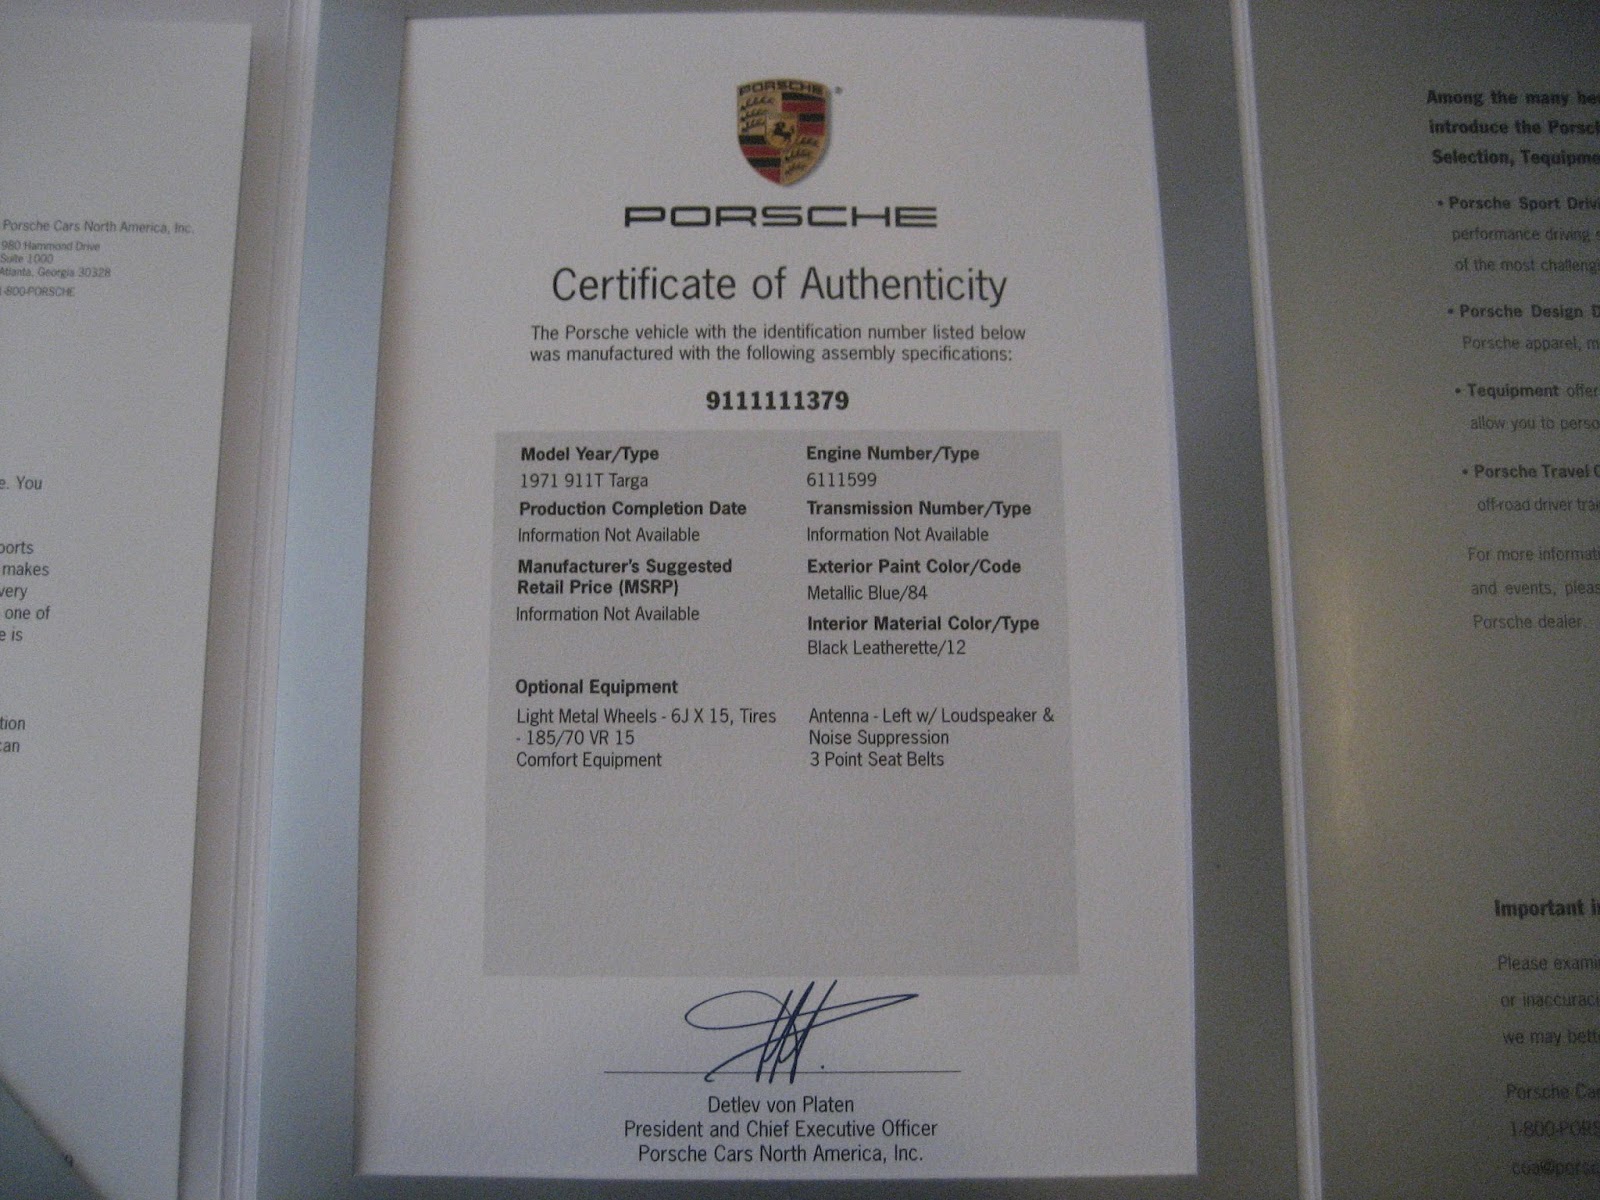 Porsche Cars North America, Inc.
980 Hammond Drive
Suite 1000
Atlanta, Georgia 30328
1-800-PORSCHE
e. You
ports
makes
very
one of
e is
tion
can
PORSCHE
PORSCHE
Certificate of Authenticity
The Porsche vehicle with the identification number listed below
was manufactured with the following assembly specifications:
9111111379
Model Year/Type
1971 911T Targa
Production Completion Date
Information Not Available
Manufacturer's Suggested
Retail Price (MSRP)
Information Not Available
Engine Number/Type
6111599
Transmission Number/Type
Information Not Available
Exterior Paint Color/Code
Metallic Blue/84
Interior Material Color/Type
Black Leatherette/12
Optional Equipment
Light Metal Wheels - 6J X 15, Tires
- 185/70 VR 15
Comfort Equipment
Antenna - Left w/ Loudspeaker &
Noise Suppression
3 Point Seat Belts
Detlev von Platen
President and Chief Executive Officer
Porsche Cars North America, Inc.
Among the many be
introduce the Porsc
Selection, Tequipme
• Porsche Sport Drivi
performance driving s
of the most challengi
• Porsche Design D
Porsche apparel, m
• Tequipment offer
allow you to perso
• Porsche Travel C
off-road driver trai
For more informati
and events, pleas
Porsche dealer.
Important i
Please exami
or inaccuraci
we may bett
Porsche Ca
1-800-PORS
coa@porsc